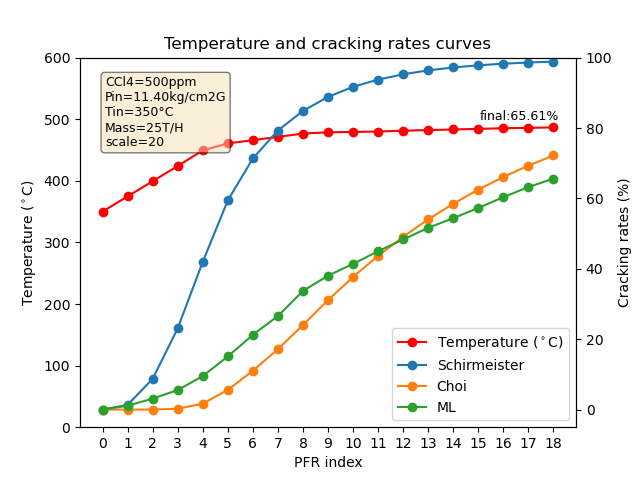 Temperature and cracking rates curves
CCl4=500ppm
Pin=11.40kg/cm2G
Tin=350°C
Mass=25T/H
scale=20
final:65.61%
Temperature (°C)
600
500
400
300
200
100
0
Cracking rates (%)
100
80
60
40
20
0
Temperature (°C)
Schirmeister
Choi
ML
0 1 2 3 4 5 6 7 8 9 10 11 12 13 14 15 16 17 18
PFR index